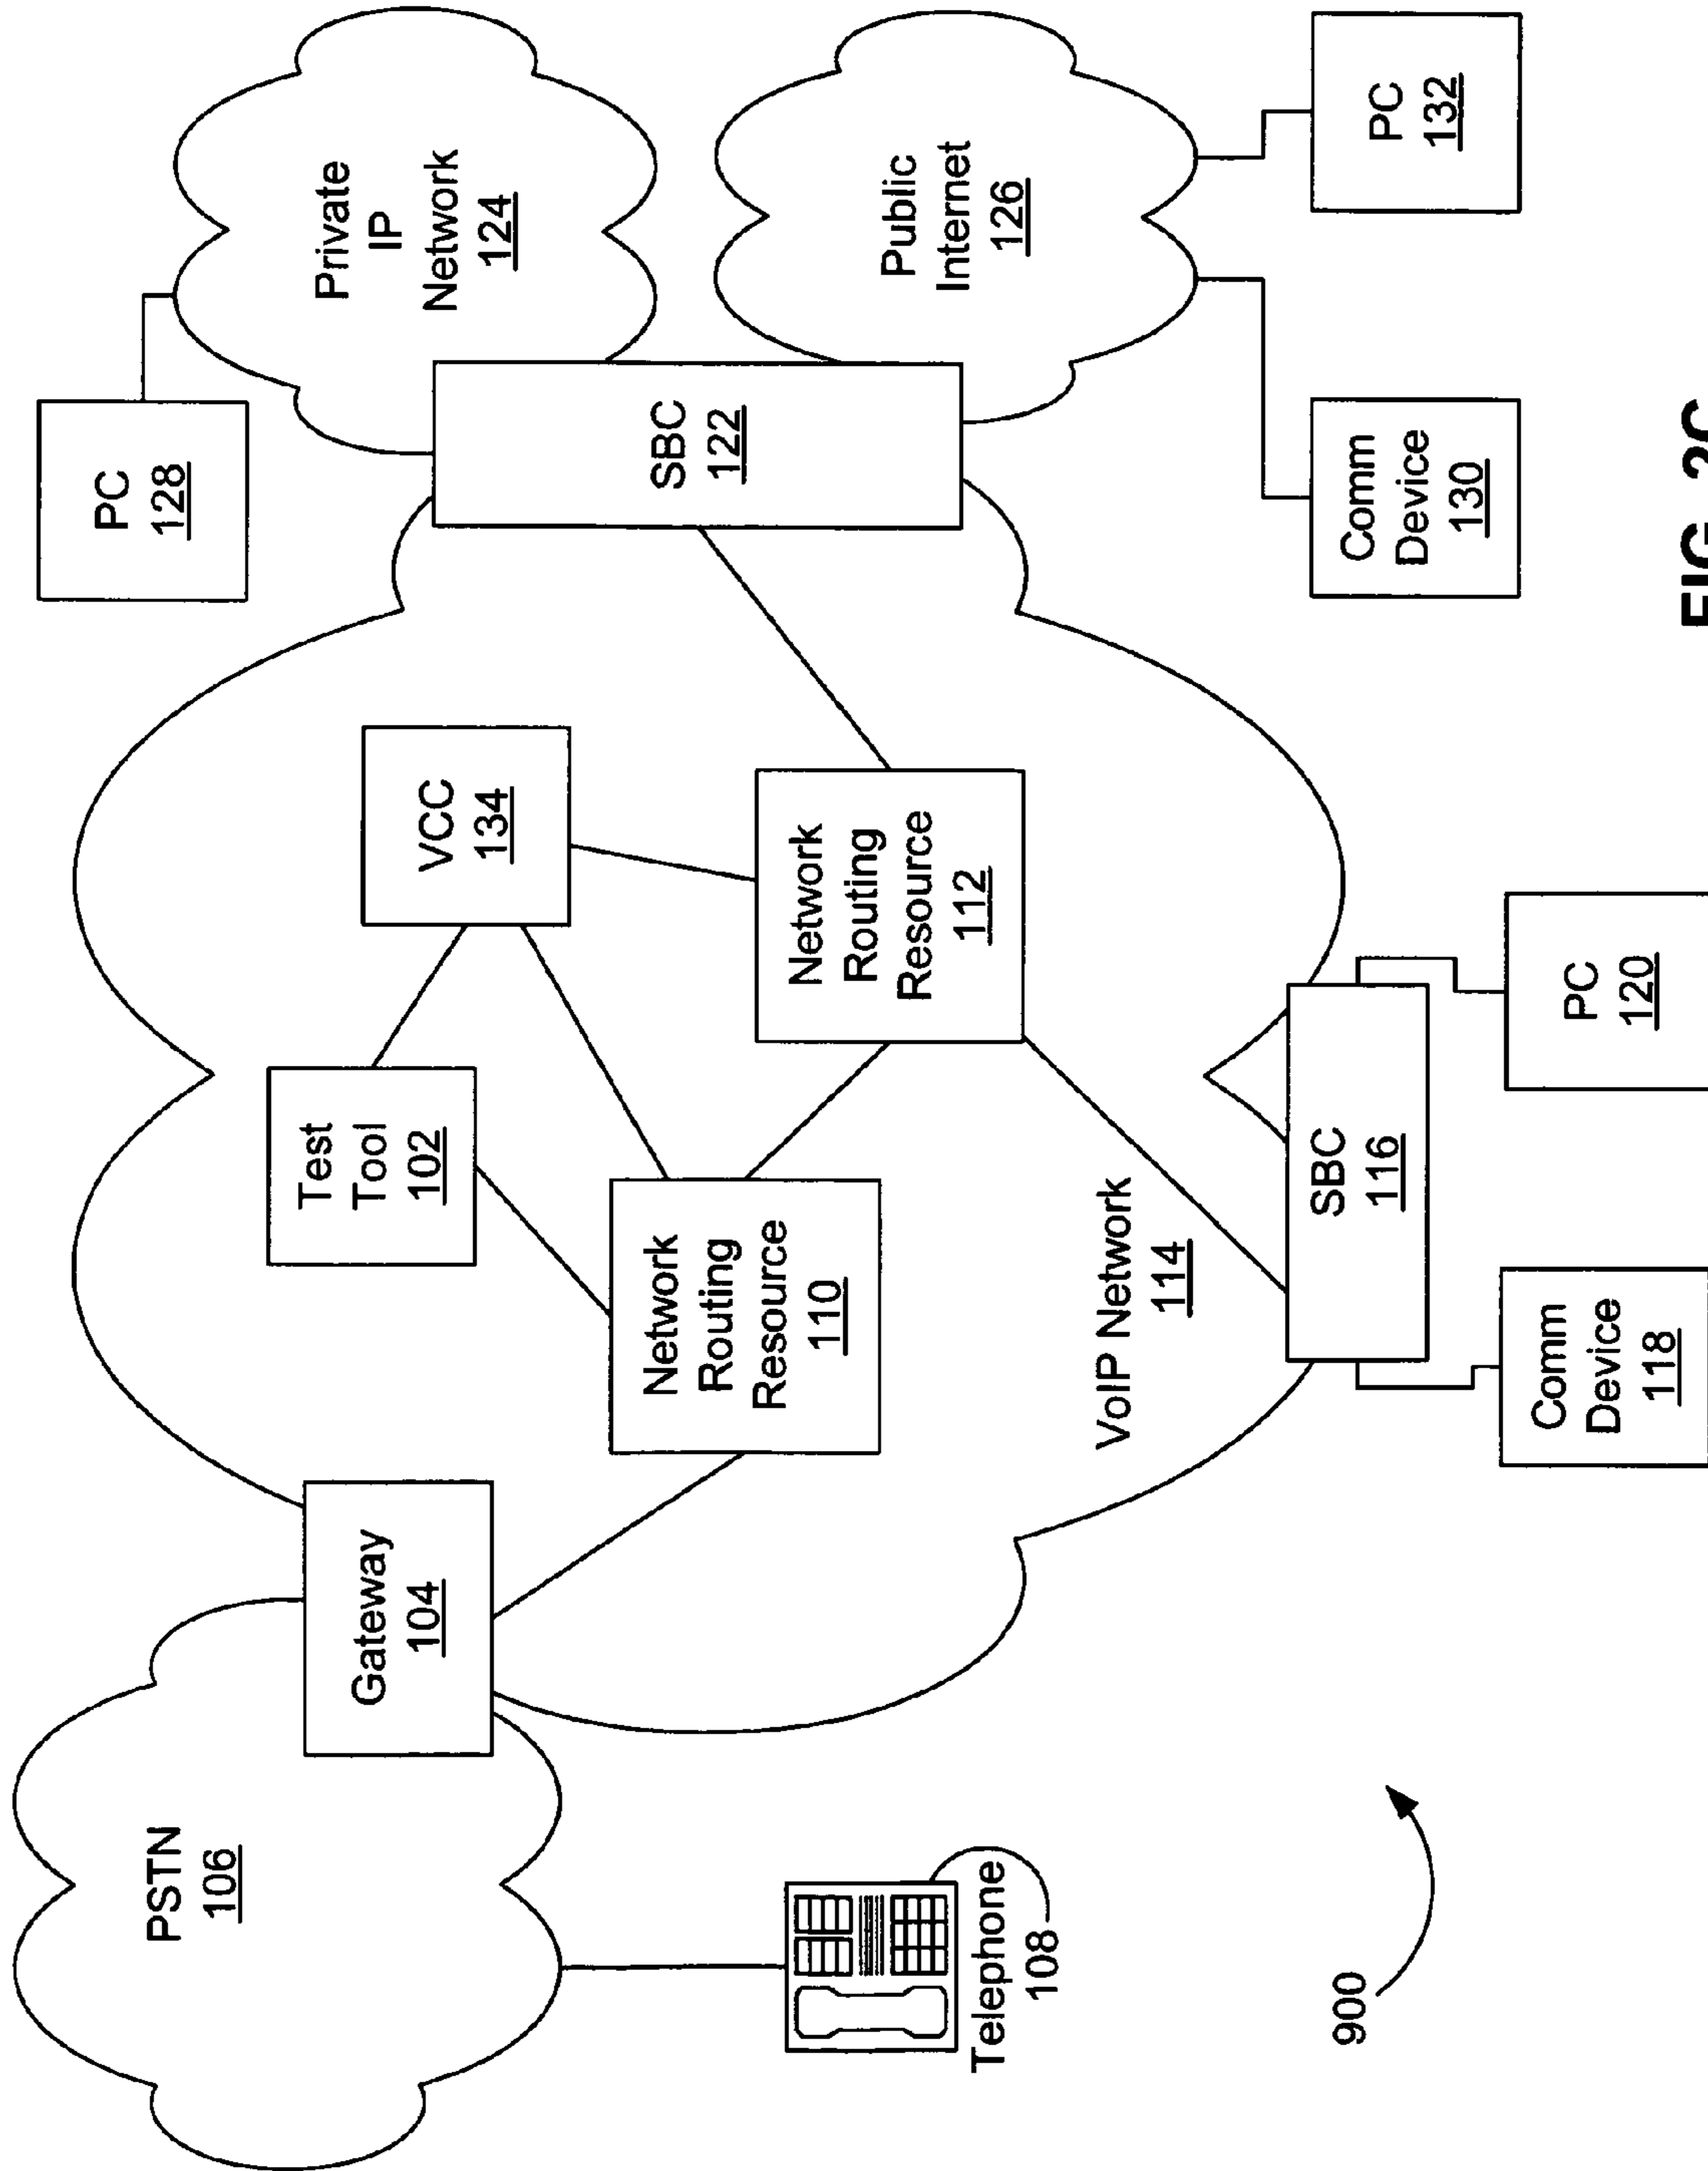 PSTN
106
Gateway
104
Telephone
108
900
Test
Tool
102
VCC
134
Network
Routing
Resource
110
Network
Routing
Resource
112
VoIP Network
114
SBC
116
Comm
Device
118
PC
120
SBC
122
PC
128
Private
IP
Network
124
Public
Internet
126
Comm
Device
130
PC
132